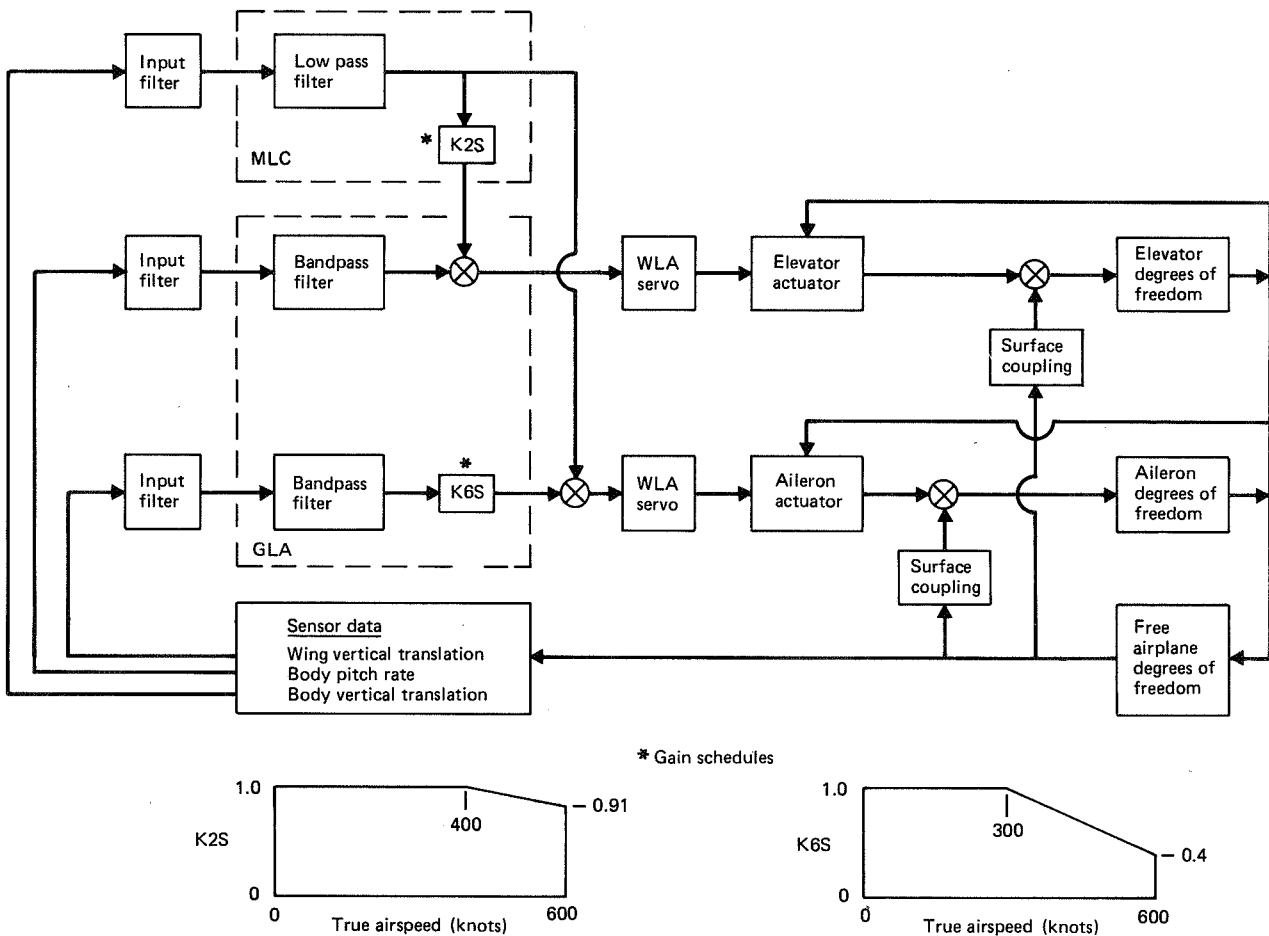 Input
filter
Low pass
filter
* K2S
MLC
Input
filter
Bandpass
filter
WLA
servo
Elevator
actuator
Elevator
degrees of
freedom
Surface
coupling
Input
filter
Bandpass
filter
*
K6S
GLA
WLA
servo
Aileron
actuator
Aileron
degrees of
freedom
Surface
coupling
Sensor data
Wing vertical translation
Body pitch rate
Body vertical translation
Free
airplane
degrees of
freedom
* Gain schedules
1.0
K2S
0
400
0.91
0
600
True airspeed (knots)
1.0
K6S
0
300
0.4
0
600
True airspeed (knots)